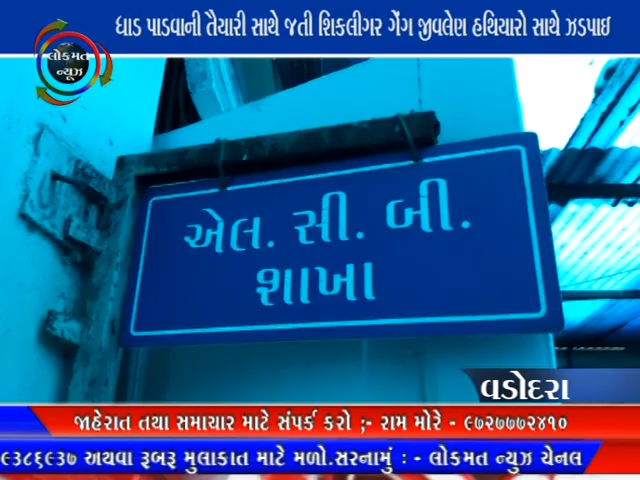 ધાડ પાડવાની તૈયારી સાથે જતી શિકલીગર ગેંગ જીવલેણ હથિયારો સાથે ઝડપાઇ
લોકમત
ન્યૂઝ
એલ. સી. બી.
શાખા
વડોદરા
જાહેરાત તથા સમાચાર માટે સંપર્ક કરો ;- રામ મોરે - ૯૭૨૭૭૭૨૪૧૦
૯૩૮૬૯૩૭ અથવા રૂબરૂ મુલાકાત માટે મળો.સરનામું : - લોકમત ન્યુઝ ચેનલ